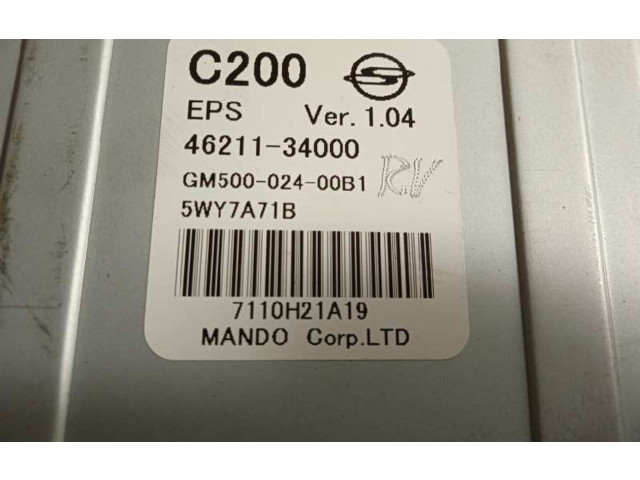 C200
EPS Ver. 1.04
46211-34000
GM500-024-00B1 RV
5WY7A71B
7110H21A19
MANDO Corp.LTD